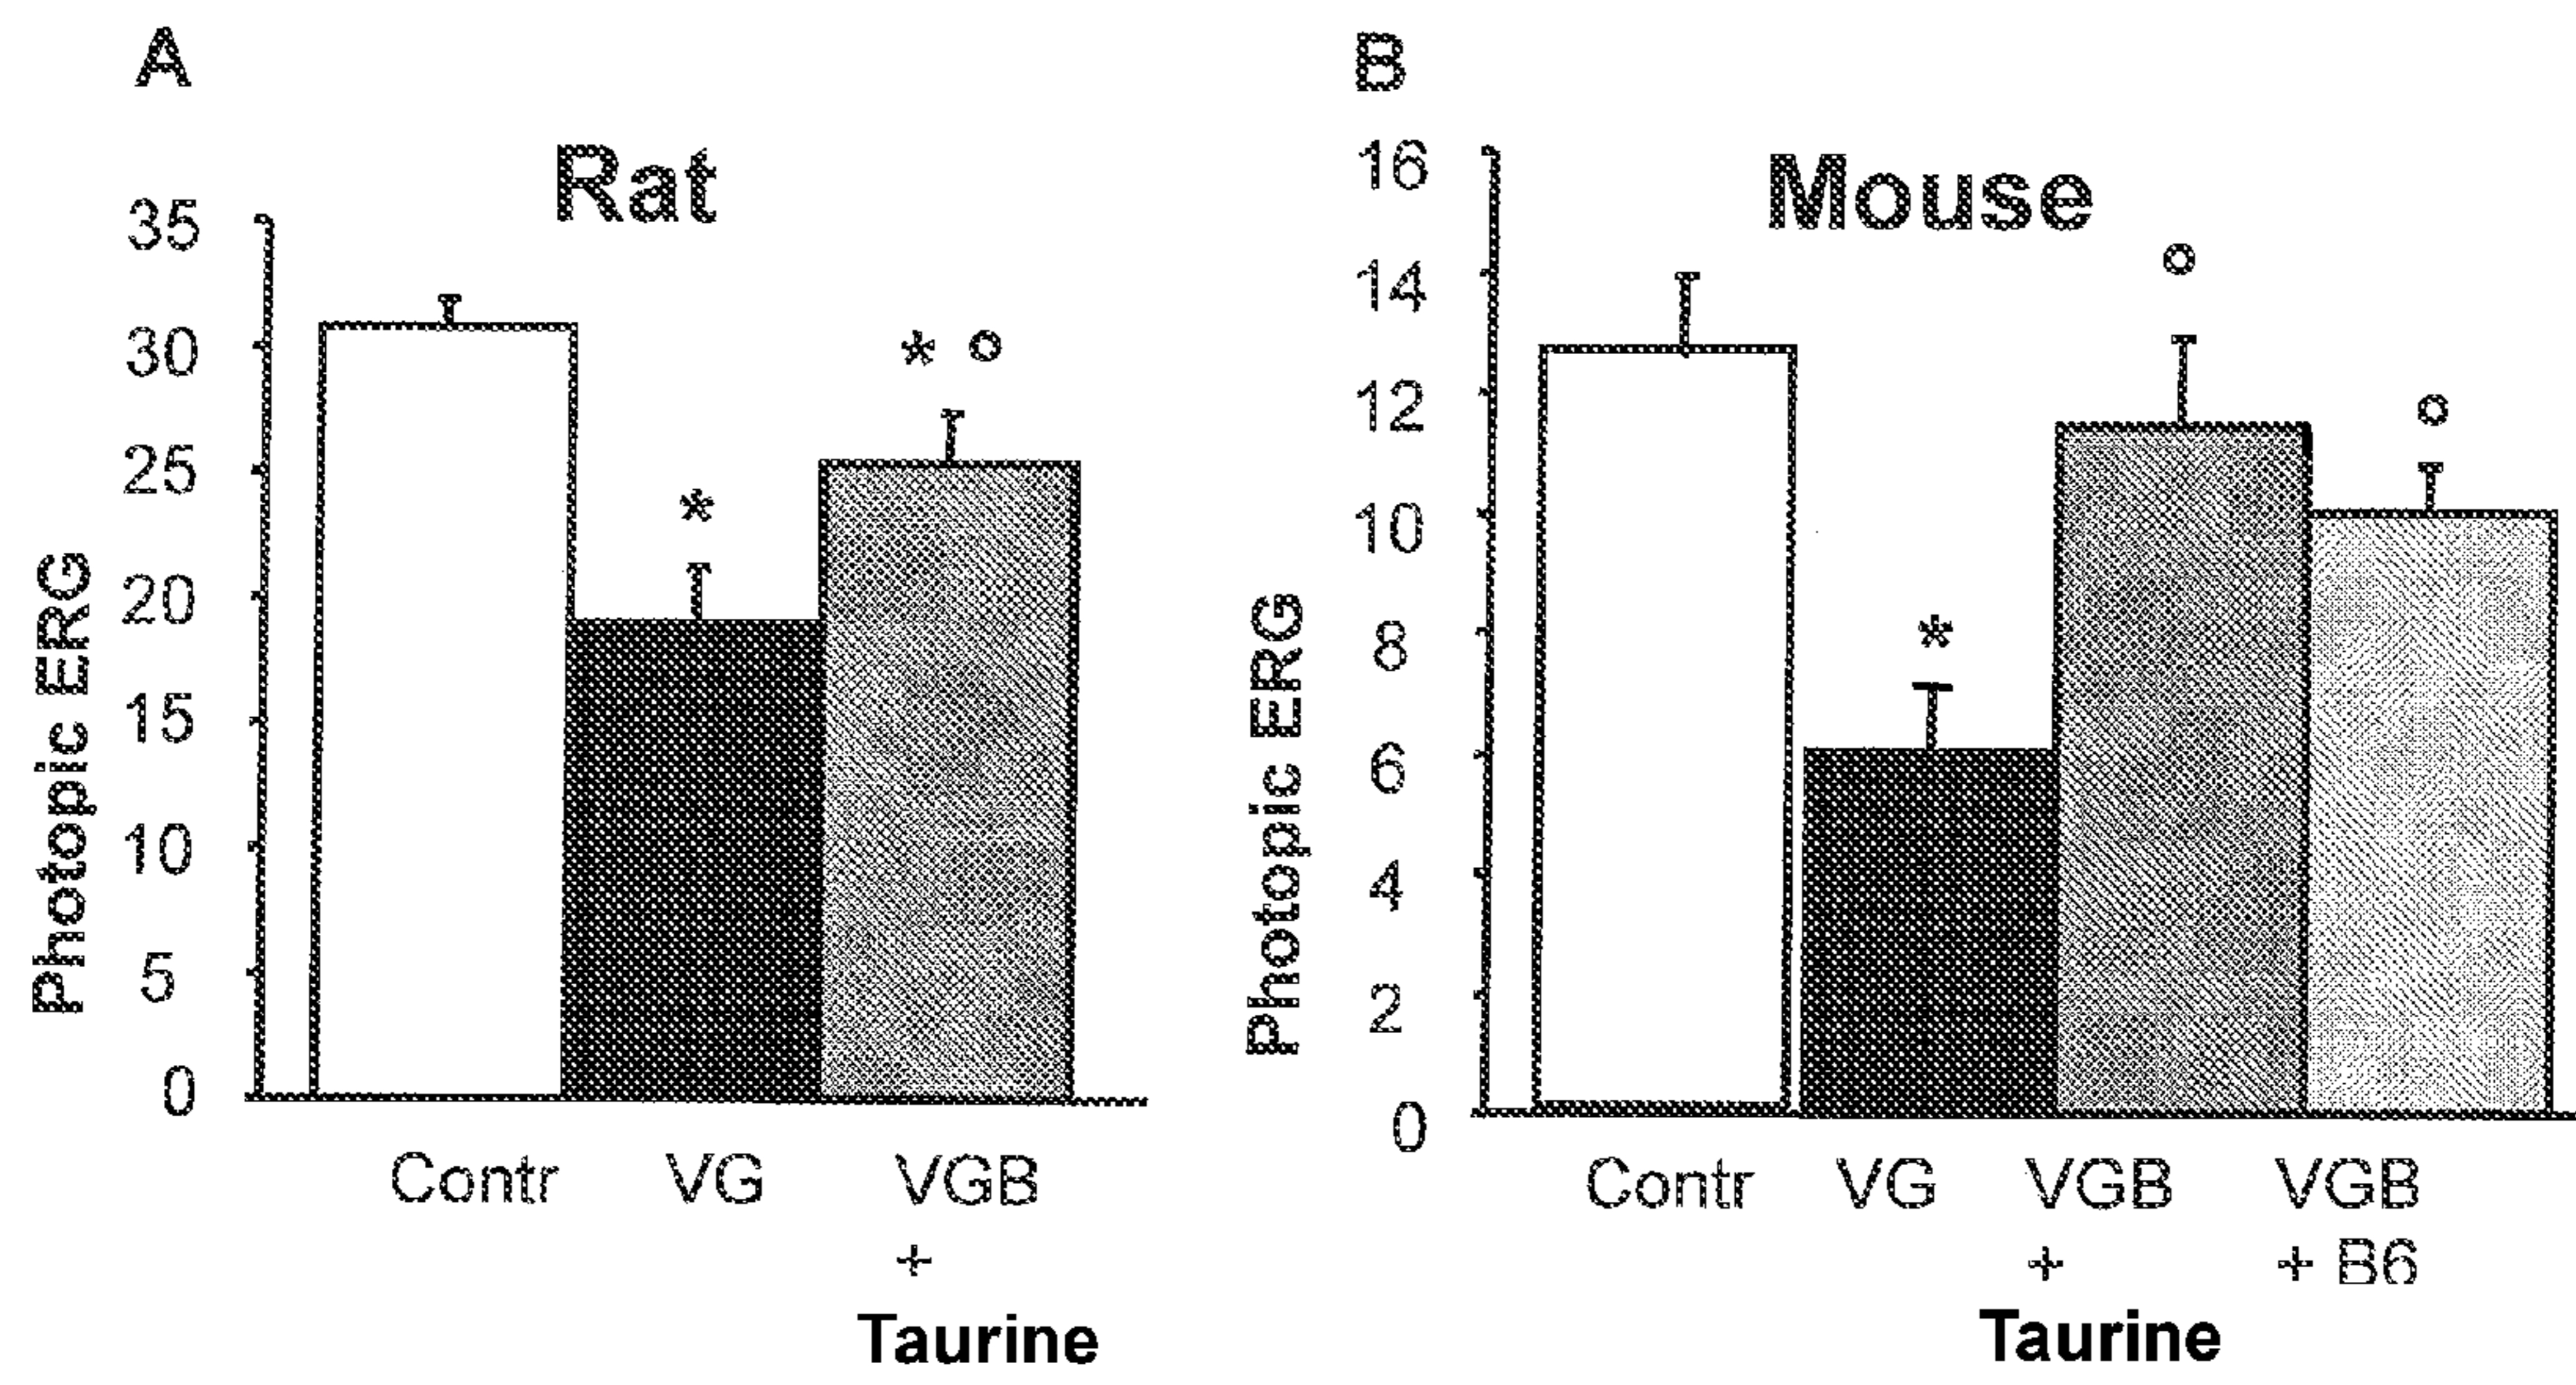 A
Rat
35
30
25
20
15
10
5
0
Photopic ERG
* 
* °
Contr VG VGB
+
Taurine
B
Mouse
16
14
12
10
8
6
4
2
0
Photopic ERG
*
°
°
Contr VG VGB VGB
+ + B6
Taurine